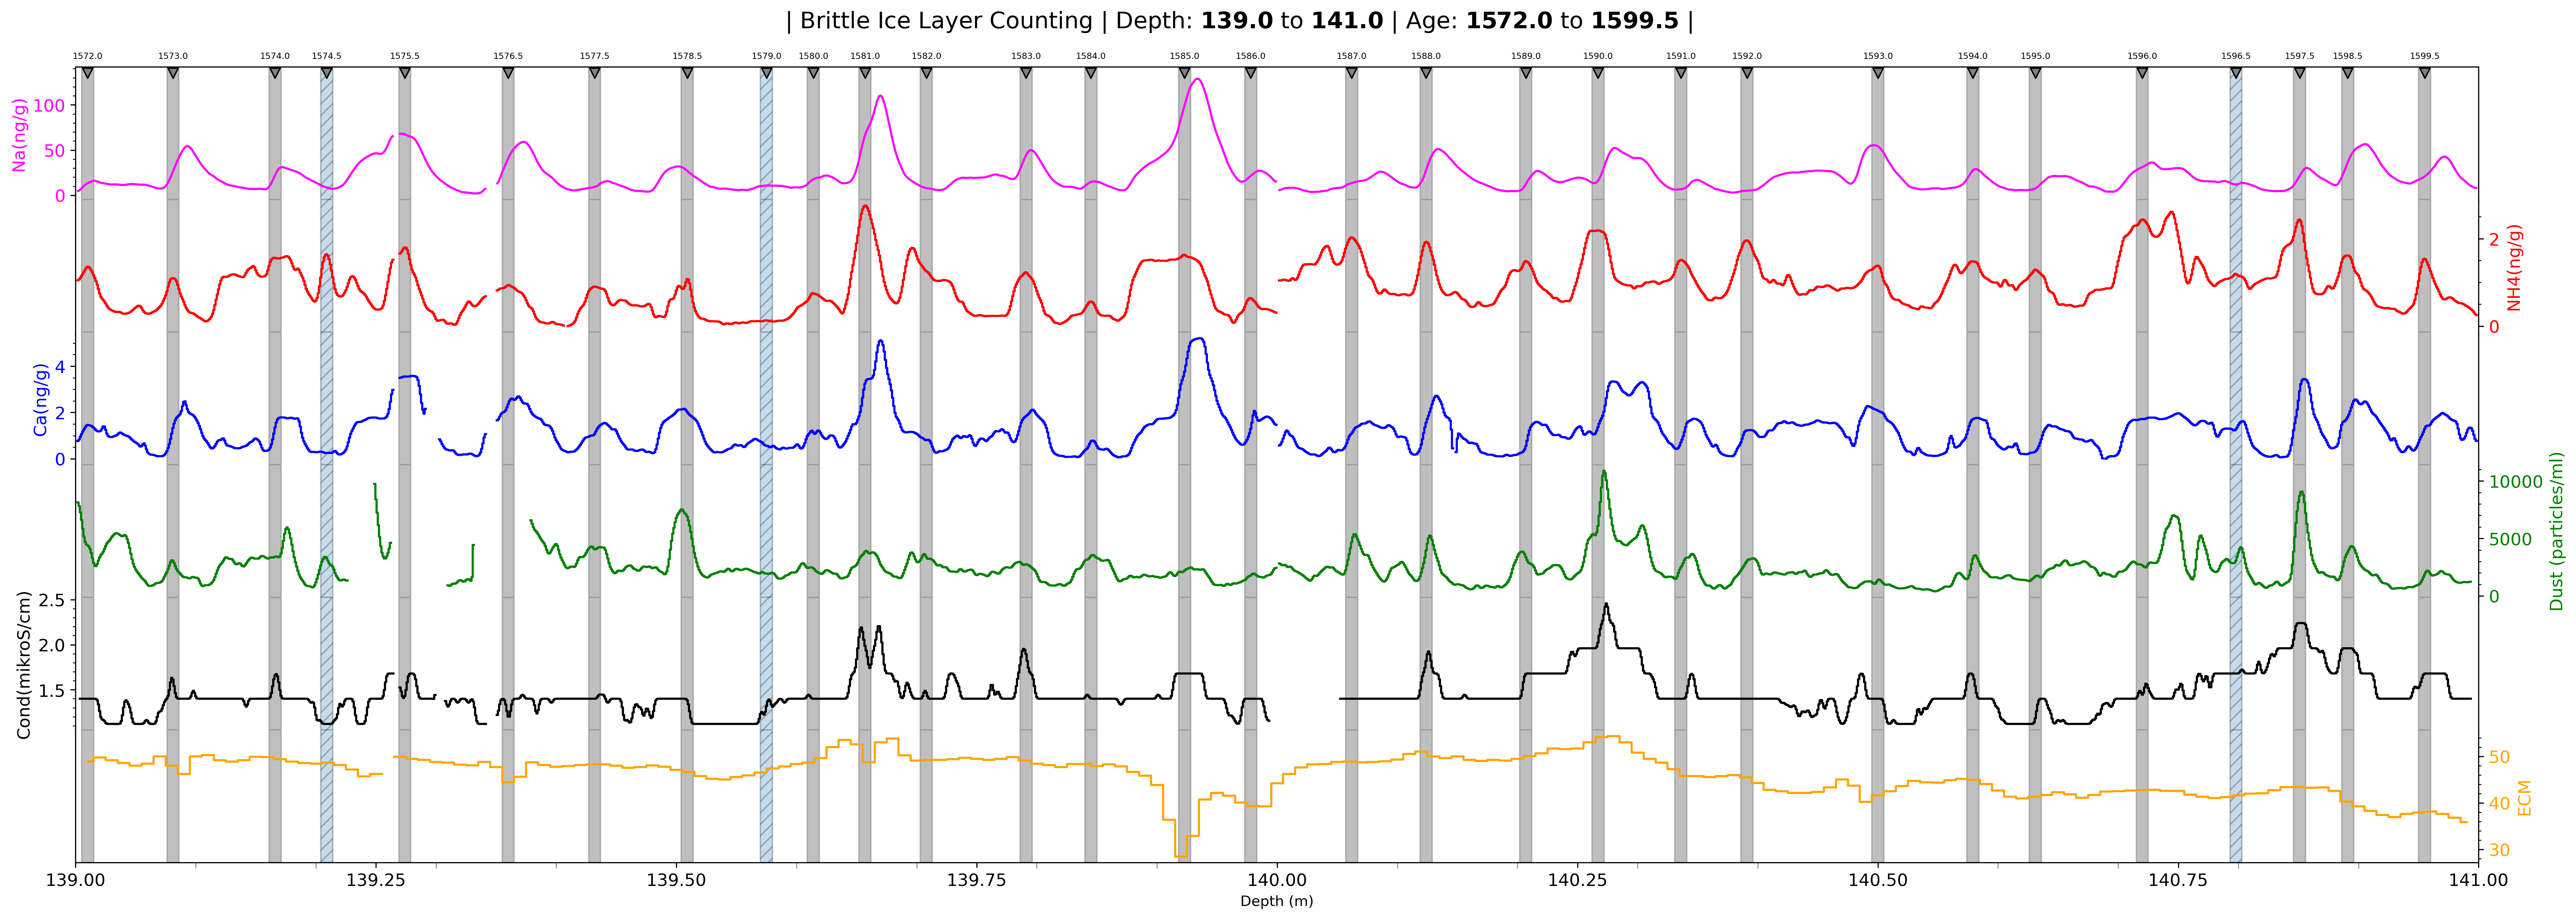 | Brittle Ice Layer Counting | Depth: 139.0 to 141.0 | Age: 1572.0 to 1599.5 |
1572.0 1573.0 1574.0 1574.5 1575.5 1576.5 1577.5 1578.5 1579.0 1580.0 1581.0 1582.0 1583.0 1584.0 1585.0 1586.0 1587.0 1588.0 1589.0 1590.0 1591.0 1592.0 1593.0 1594.0 1595.0 1596.0 1596.5 1597.5 1598.5 1599.5
Na(ng/g)
100
50
0
NH4(ng/g)
2
0
Ca(ng/g)
4
2
0
Dust (particles/ml)
10000
5000
0
Cond(mikroS/cm)
2.5
2.0
1.5
ECM
50
40
30
139.00 139.25 139.50 139.75 140.00 140.25 140.50 140.75 141.00
Depth (m)